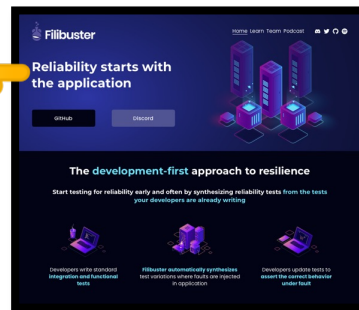 Filibuster
Home Learn Team Podcast
Reliability starts with
the application
GitHub
Discord
The development-first approach to resilience
Start testing for reliability early and often by synthesizing reliability tests from the tests
your developers are already writing
Developers write standard
integration and functional
tests
Filibuster automatically synthesizes
test variations where faults are injected
in application
Developers update tests to
assert the correct behavior
under fault